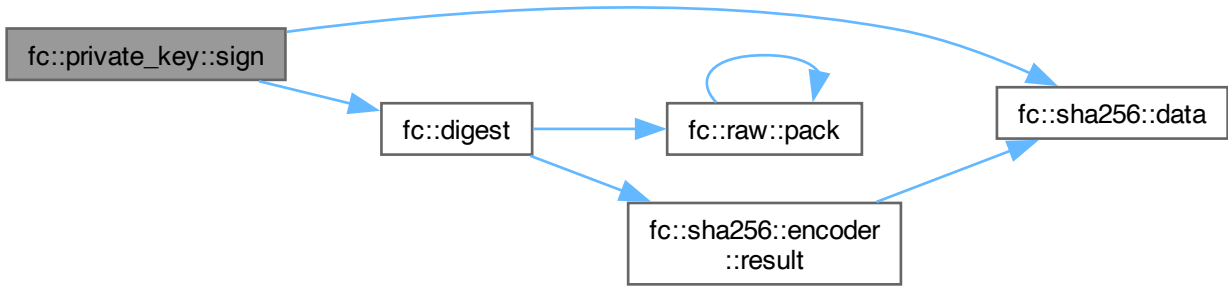 fc::private_key::sign
fc::digest
fc::raw::pack
fc::sha256::data
fc::sha256::encoder
::result